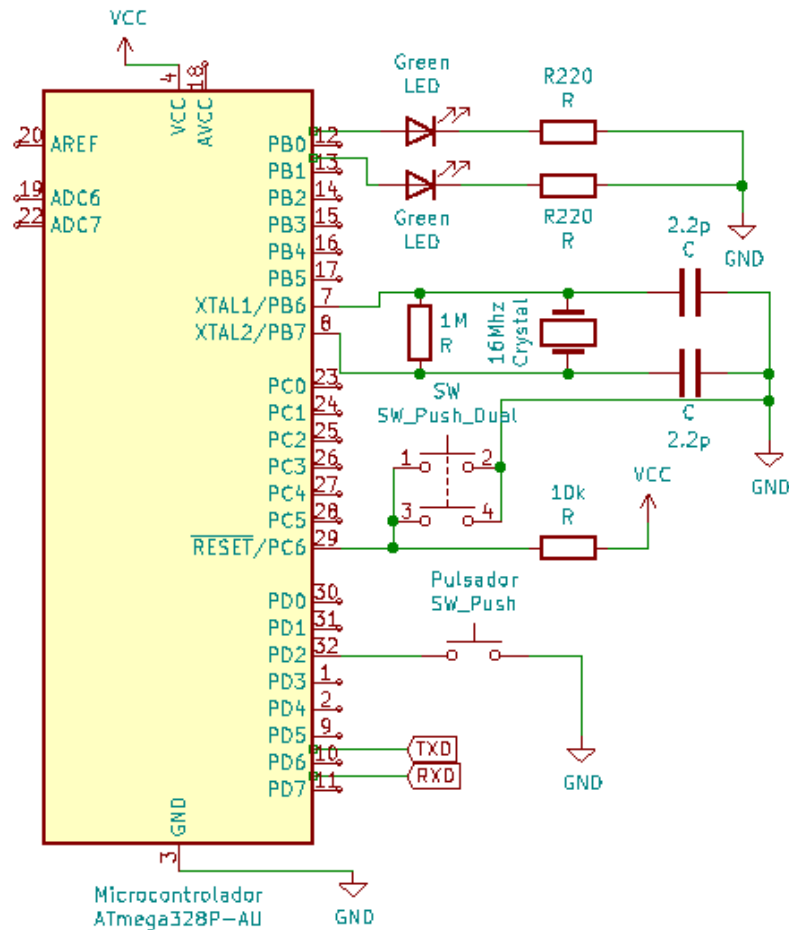 VCC
4
18
VCC
AVCC
20
AREF
19
ADC6
22
ADC7
PB0
12
PB1
13
PB2
14
PB3
15
PB4
16
PB5
17
XTAL1/PB6
7
XTAL2/PB7
8
PC0
23
PC1
24
PC2
25
PC3
26
PC4
27
PC5
28
RESET/PC6
29
PD0
30
PD1
31
PD2
32
PD3
1
PD4
2
PD5
9
PD6
10
PD7
11
GND
3
Microcontrolador
ATmega328P-AU
GND
Green
LED
R220
R
Green
LED
R220
R
GND
2.2p
C
1M
R
16Mhz
Crystal
C
2.2p
GND
SW
SW_Push_Dual
1
2
3
4
10k
R
VCC
Pulsador
SW_Push
GND
TXD
RXD